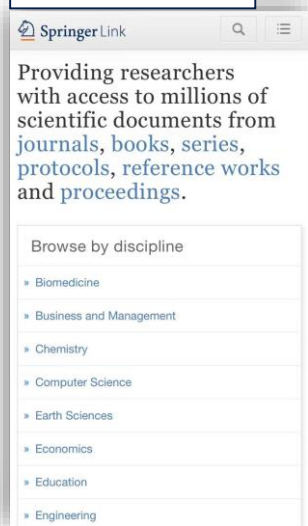 Springer Link
Providing researchers
with access to millions of
scientific documents from
journals, books, series,
protocols, reference works
and proceedings.
Browse by discipline
» Biomedicine
» Business and Management
» Chemistry
» Computer Science
» Earth Sciences
» Economics
» Education
» Engineering